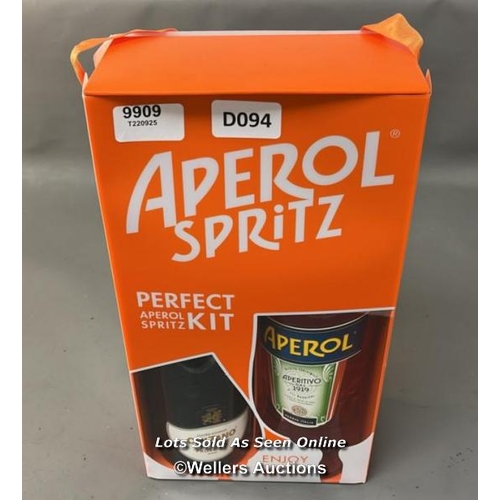 9909
T220925
D094
APEROL®
SPRITZ
PERFECT
APEROL
SPRITZ KIT
APEROL
APERITIVO
1919
Lots Sold As Seen Online
©Wellers Auctions
ENJOY